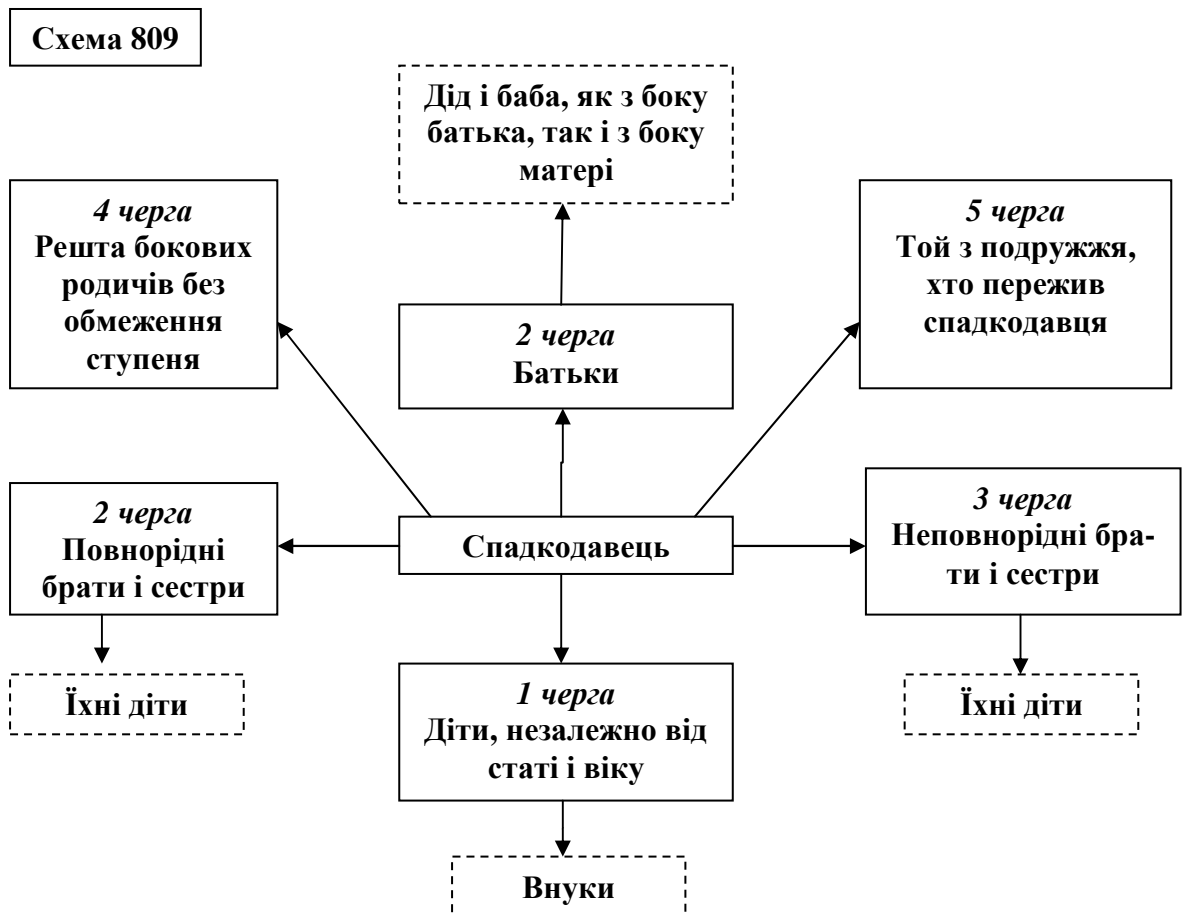 Схема 809
Дід і баба, як з боку
батька, так і з боку
матері
4 черга
Решта бокових
родичів без
обмеження
ступеня
2 черга
Батьки
5 черга
Той з подружжя,
хто пережив
спадкодавця
2 черга
Повнорідні
брати і сестри
Спадкодавець
3 черга
Неповнорідні бра-
ти і сестри
Їхні діти
1 черга
Діти, незалежно від
статі і віку
Їхні діти
Внуки